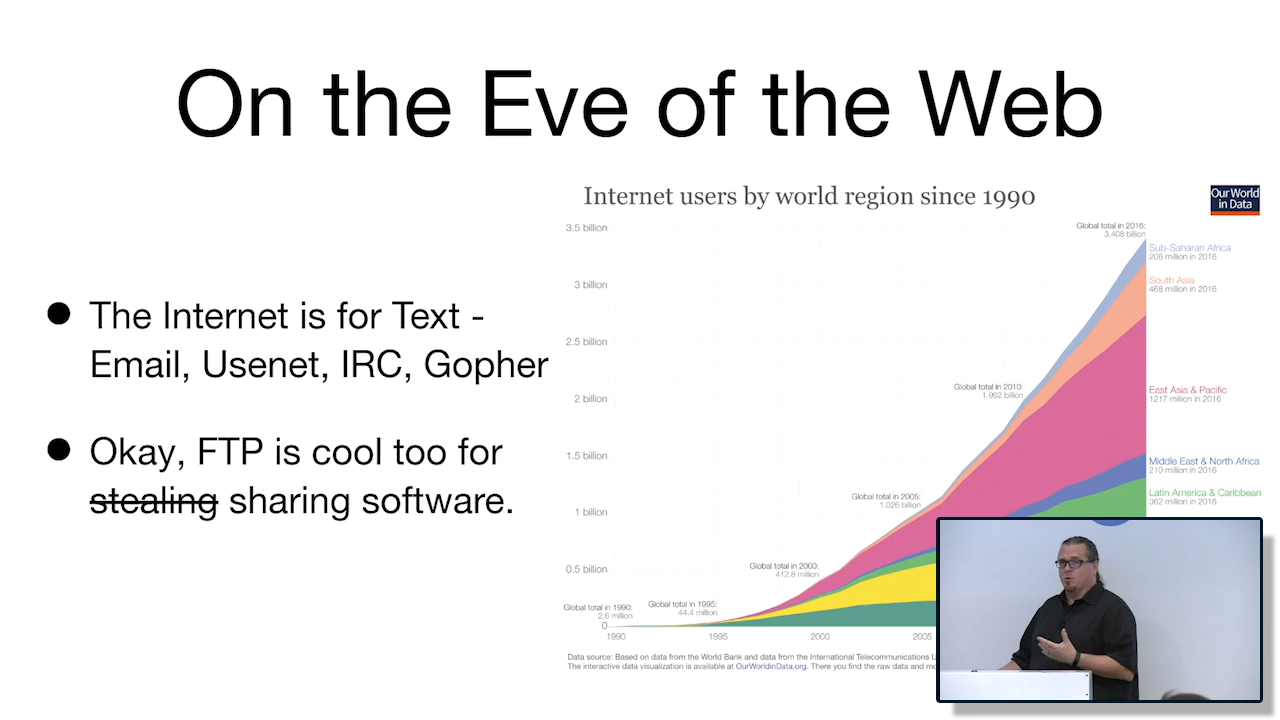 On the Eve of the Web
Internet users by world region since 1990
Our World
in Data
● The Internet is for Text -
Email, Usenet, IRC, Gopher
● Okay, FTP is cool too for
stealing sharing software.
3.5 billion
3 billion
2.5 billion
2 billion
1.5 billion
1 billion
0.5 billion
0
Global total in 1990:
2.6 million
Global total in 1995:
44.4 million
Global total in 2000:
412.8 million
Global total in 2005:
1.026 billion
Global total in 2010:
1.992 billion
Global total in 2016:
3.408 billion
Sub-Saharan Africa
206 million in 2016
South Asia
468 million in 2016
East Asia & Pacific
1217 million in 2016
Middle East & North Africa
210 million in 2016
Latin America & Caribbean
362 million in 2016
1990
1995
2000
2005
Data source: Based on data from the World Bank and data from the International Telecommunications
The interactive data visualization is available at OurWorldinData.org. There you find the raw data and